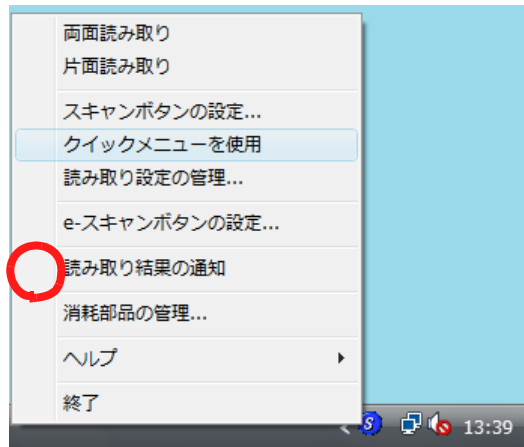 両面読み取り
片面読み取り
スキャンボタンの設定...
クイックメニューを使用
読み取り設定の管理...
e-スキャンボタンの設定...
読み取り結果の通知
消耗部品の管理...
ヘルプ
終了
S
13:39